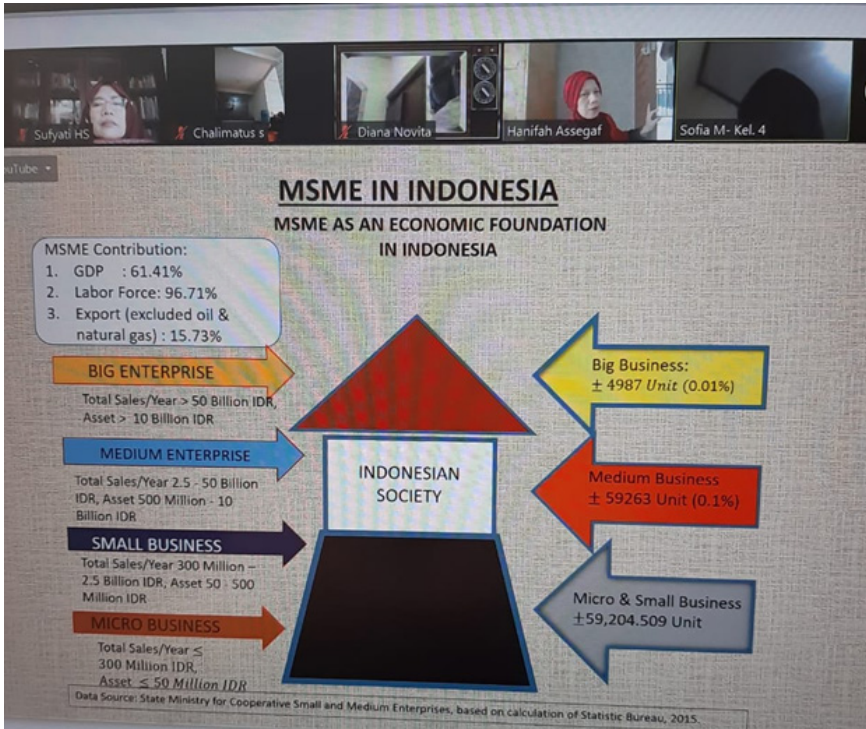 Sufyati HS
Chalimatus s
Diana Novita
Hanifah Assegaf
Sofia M- Kel. 4
uTube
MSME IN INDONESIA
MSME AS AN ECONOMIC FOUNDATION
IN INDONESIA
MSME Contribution:
1. GDP : 61.41%
2. Labor Force: 96.71%
3. Export (excluded oil &
natural gas) : 15.73%
BIG ENTERPRISE
Total Sales/Year > 50 Billion IDR,
Asset > 10 Billion IDR
MEDIUM ENTERPRISE
Total Sales/Year 2.5 - 50 Billion
IDR, Asset 500 Million - 10
Billion IDR
SMALL BUSINESS
Total Sales/Year 300 Million –
2.5 Billion IDR, Asset 50 - 500
Million IDR
MICRO BUSINESS
Total Sales/Year ≤
300 Million IDR,
Asset ≤ 50 Million IDR
INDONESIAN
SOCIETY
Big Business:
± 4987 Unit (0.01%)
Medium Business
± 59263 Unit (0.1%)
Micro & Small Business
±59,204.509 Unit
Data Source: State Ministry for Cooperative Small and Medium Enterprises, based on calculation of Statistic Bureau, 2015.